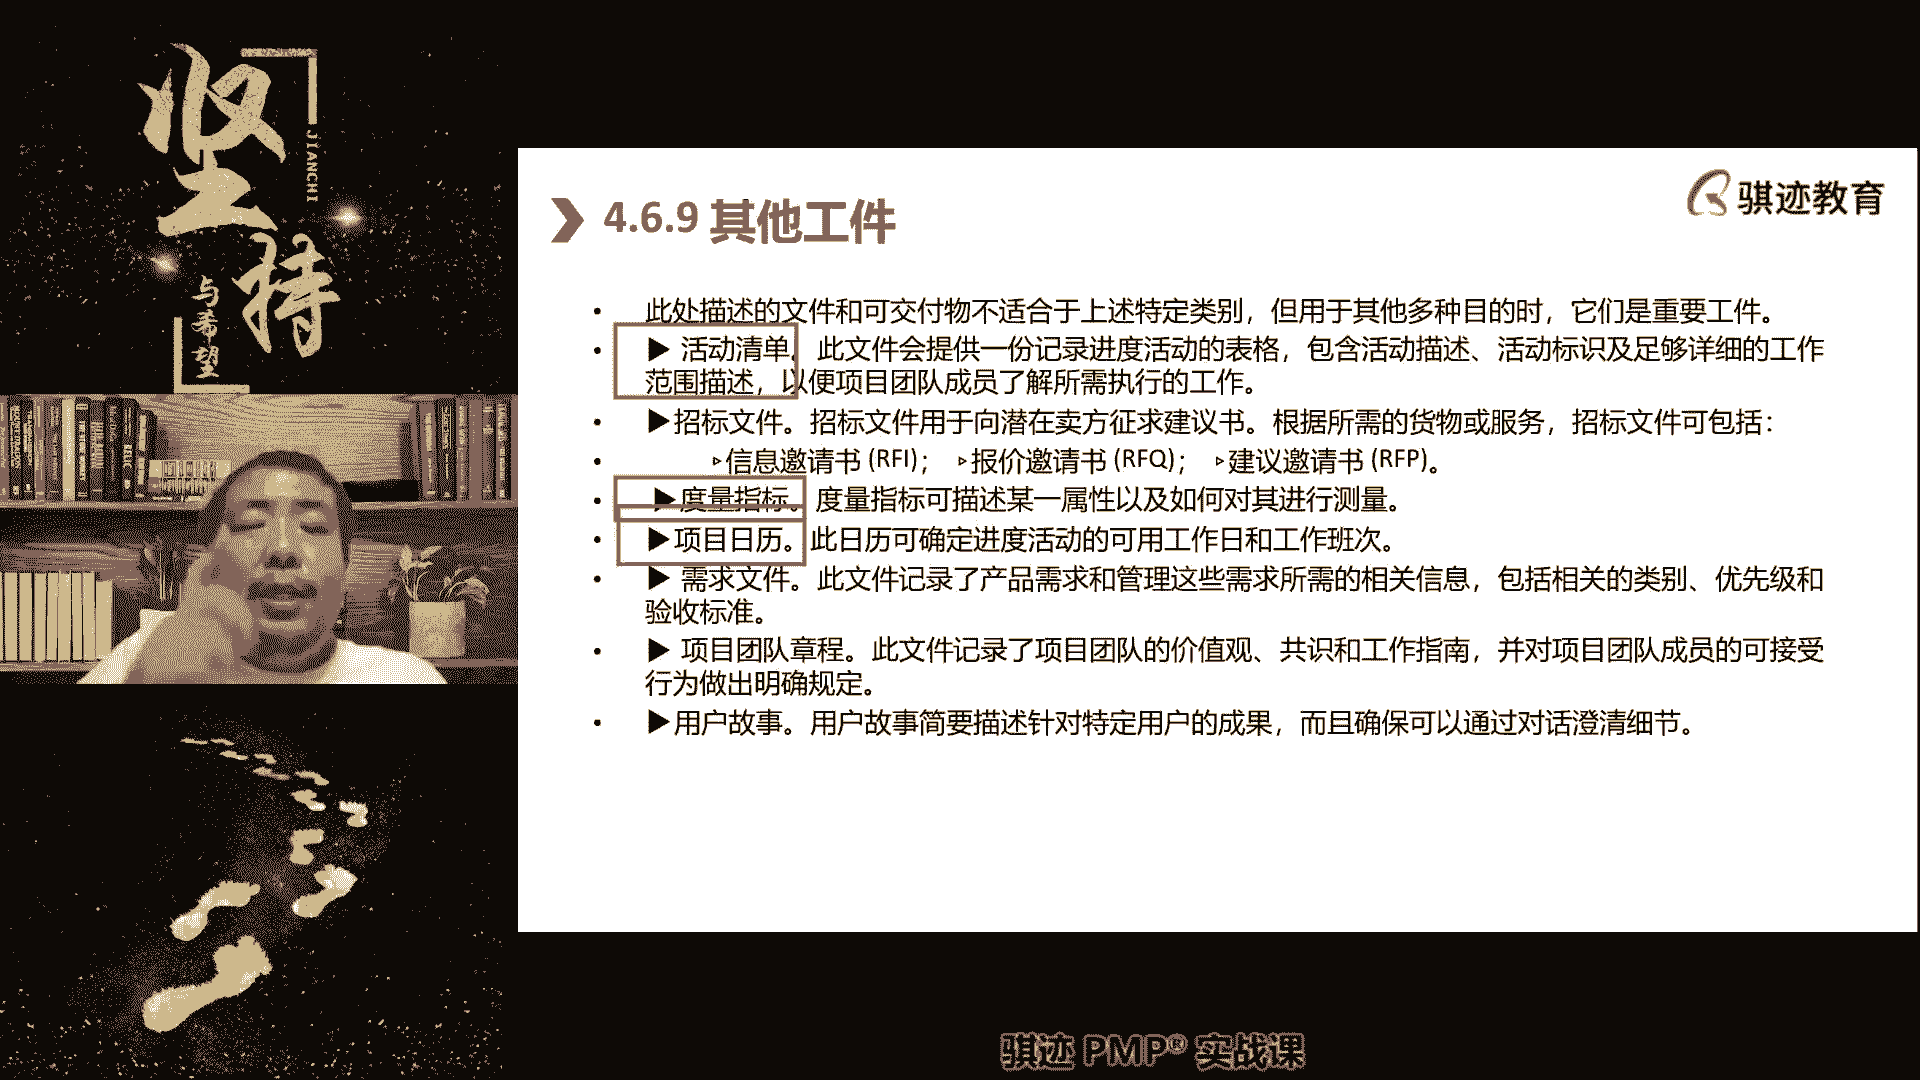 坚持
JIANCHI
与希望
骐迹教育
4.6.9 其他工件
• 此处描述的文件和可交付物不适合于上述特定类别，但用于其他多种目的时，它们是重要工件。
• ▶ 活动清单。此文件会提供一份记录进度活动的表格，包含活动描述、活动标识及足够详细的工作
范围描述，以便项目团队成员了解所需执行的工作。
• ▶招标文件。招标文件用于向潜在卖方征求建议书。根据所需的货物或服务，招标文件可包括：
• ▹信息邀请书 (RFI)； ▹报价邀请书 (RFQ)； ▹建议邀请书 (RFP)。
• ▶度量指标。度量指标可描述某一属性以及如何对其进行测量。
• ▶项目日历。此日历可确定进度活动的可用工作日和工作班次。
• ▶ 需求文件。此文件记录了产品需求和管理这些需求所需的相关信息，包括相关的类别、优先级和
验收标准。
• ▶ 项目团队章程。此文件记录了项目团队的价值观、共识和工作指南，并对项目团队成员的可接受
行为做出明确规定。
• ▶用户故事。用户故事简要描述针对特定用户的成果，而且确保可以通过对话澄清细节。
骐迹 PMP® 实战课